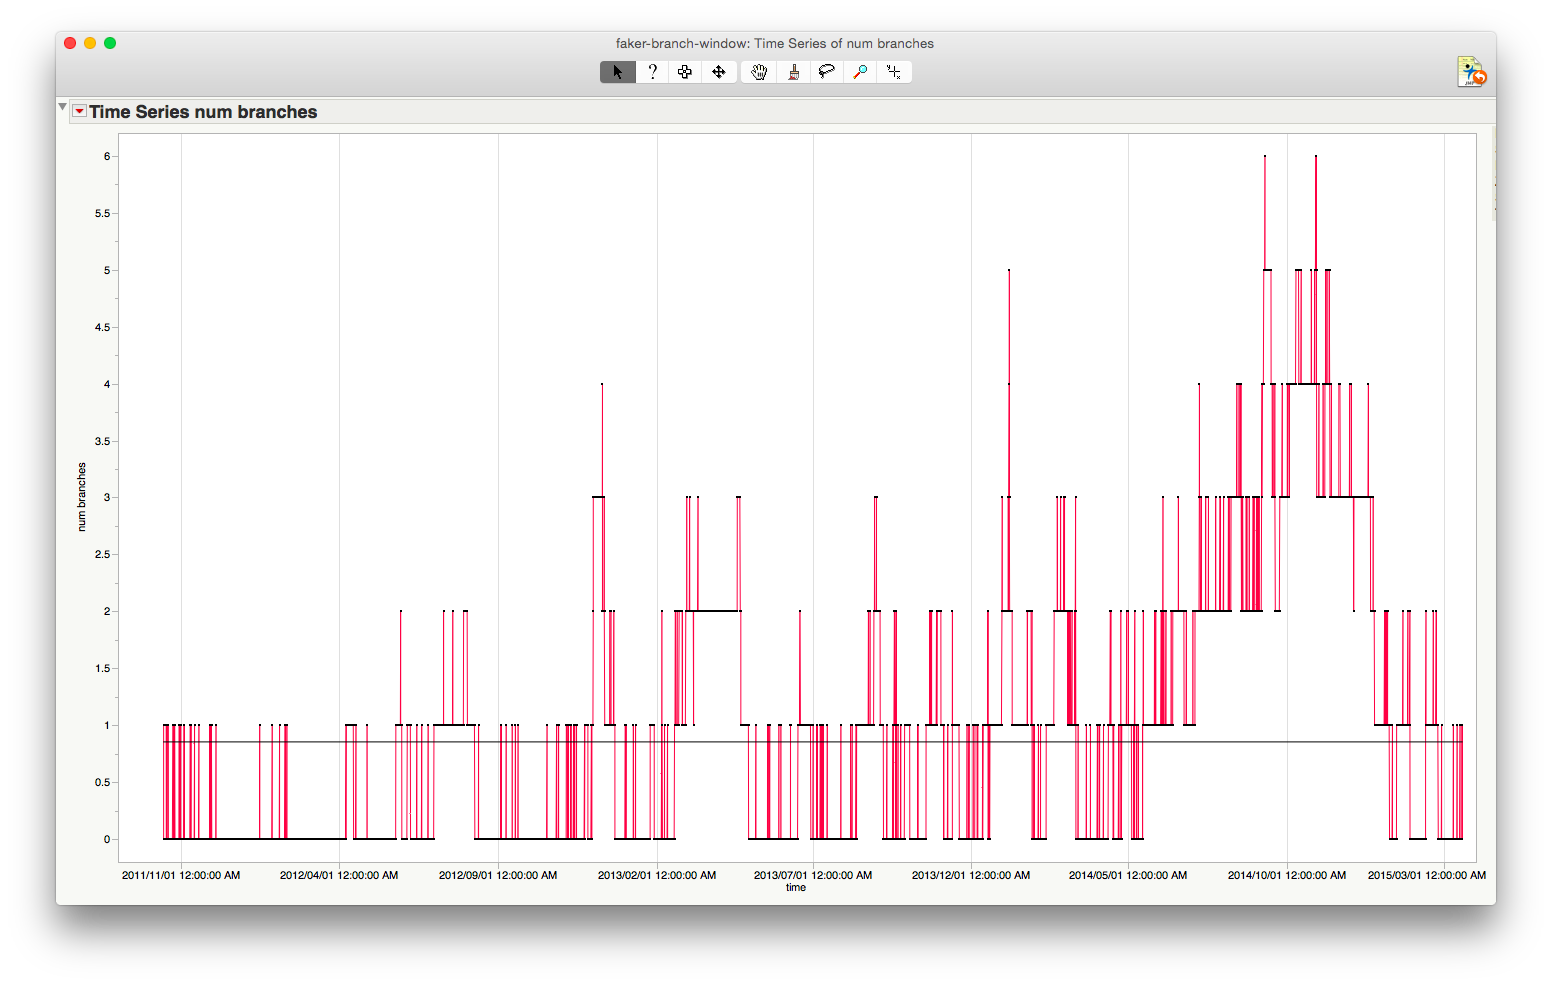 faker-branch-window: Time Series of num branches
?
JMP
Time Series num branches
6
5.5
5
4.5
4
3.5
3
2.5
2
1.5
1
0.5
0
num branches
2011/11/01 12:00:00 AM 2012/04/01 12:00:00 AM 2012/09/01 12:00:00 AM 2013/02/01 12:00:00 AM 2013/07/01 12:00:00 AM 2013/12/01 12:00:00 AM 2014/05/01 12:00:00 AM 2014/10/01 12:00:00 AM 2015/03/01 12:00:00 AM
time